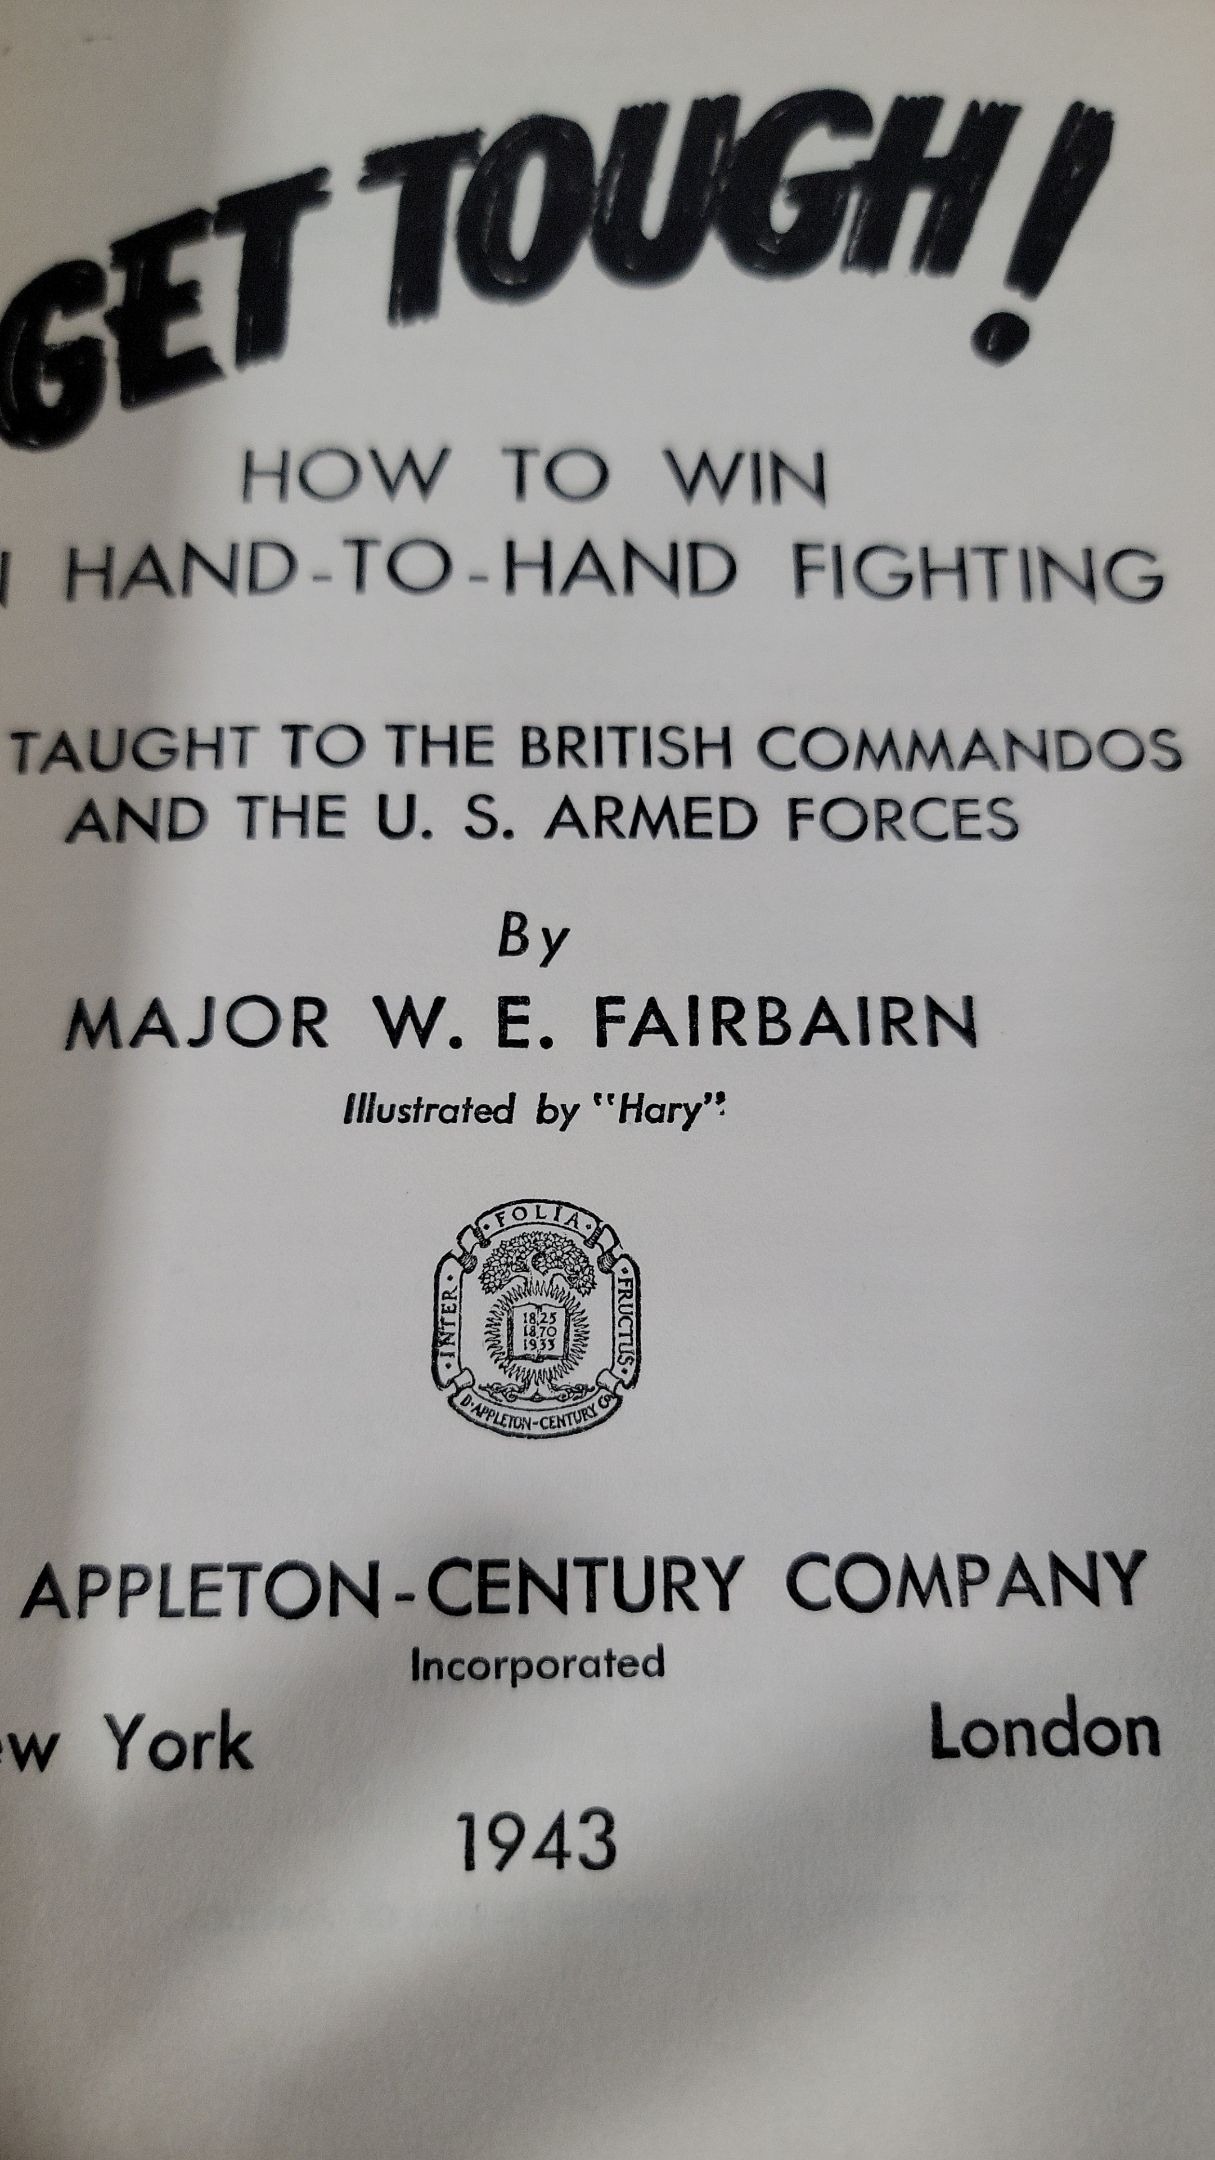 GET TOUGH!
HOW TO WIN
HAND-TO-HAND FIGHTING
TAUGHT TO THE BRITISH COMMANDOS
AND THE U. S. ARMED FORCES
By
MAJOR W. E. FAIRBAIRN
Illustrated by "Hary"
·FOLIA·
·INTER·
·FRUCTUS·
1825
1870
1933
D·APPLETON-CENTURY Co
APPLETON-CENTURY COMPANY
Incorporated
ew York London
1943